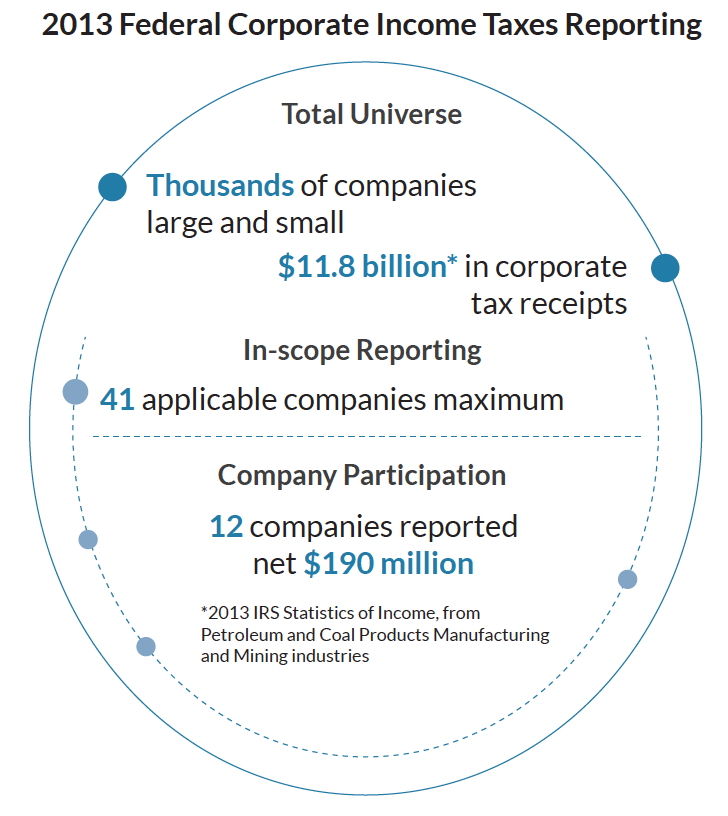 2013 Federal Corporate Income Taxes Reporting
Total Universe
Thousands of companies
large and small
$11.8 billion* in corporate
tax receipts
In-scope Reporting
41 applicable companies maximum
Company Participation
12 companies reported
net $190 million
*2013 IRS Statistics of Income, from
Petroleum and Coal Products Manufacturing
and Mining industries